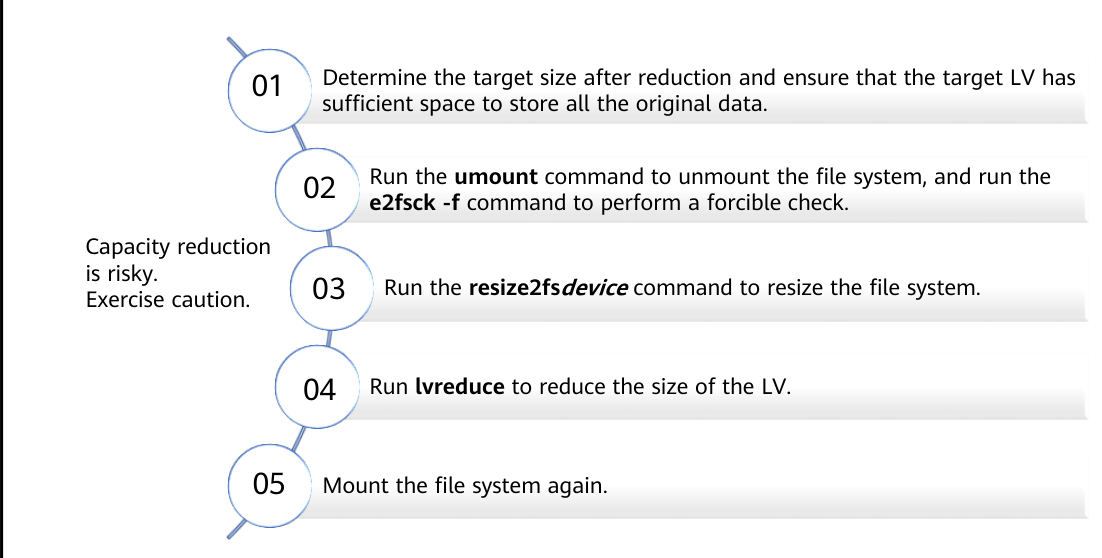 01
Determine the target size after reduction and ensure that the target LV has
sufficient space to store all the original data.
02
Run the umount command to unmount the file system, and run the
e2fsck -f command to perform a forcible check.
Capacity reduction
is risky.
Exercise caution.
03
Run the resize2fsdevice command to resize the file system.
04
Run lvreduce to reduce the size of the LV.
05
Mount the file system again.